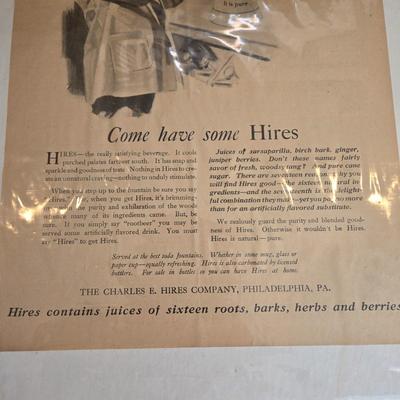 It is pure
Come have some Hires
HIRES—the really satisfying beverage. It cools
parched palates farthest south. It has snap and
sparkle and goodness of taste. Nothing in Hires to cre-
ate an unnatural craving—nothing to unduly stimulate.
When you step up to the fountain be sure you say
"Hires." For, when you get Hires, it's brimming-
over with the purity and exhilaration of the woods
whence many of its ingredients came. But, be
sure. If you simply say "rootbeer" you may be
served some artificially flavored drink. You must
say "Hires" to get Hires.
Juices of sarsaparilla, birch bark, ginger,
juniper berries. Don't these names fairly
savor of fresh, woodsy tang? And pure cane
sugar. There are seventeen reasons why you
will find Hires good—the sixteen natural in-
gredients—and the seventeenth is the delight-
ful combination they make—yet you pay no more
than for an artificially flavored substitute.
We zealously guard the purity and blended good-
ness of Hires. Otherwise it wouldn't be Hires.
Hires is natural—pure.
Served at the best soda fountains. Whether in stone mug, glass or
paper cup—equally refreshing. Hires is also carbonated by licensed
bottlers. For sale in bottles so you can have Hires at home.
THE CHARLES E. HIRES COMPANY, PHILADELPHIA, PA.
Hires contains juices of sixteen roots, barks, herbs and berries